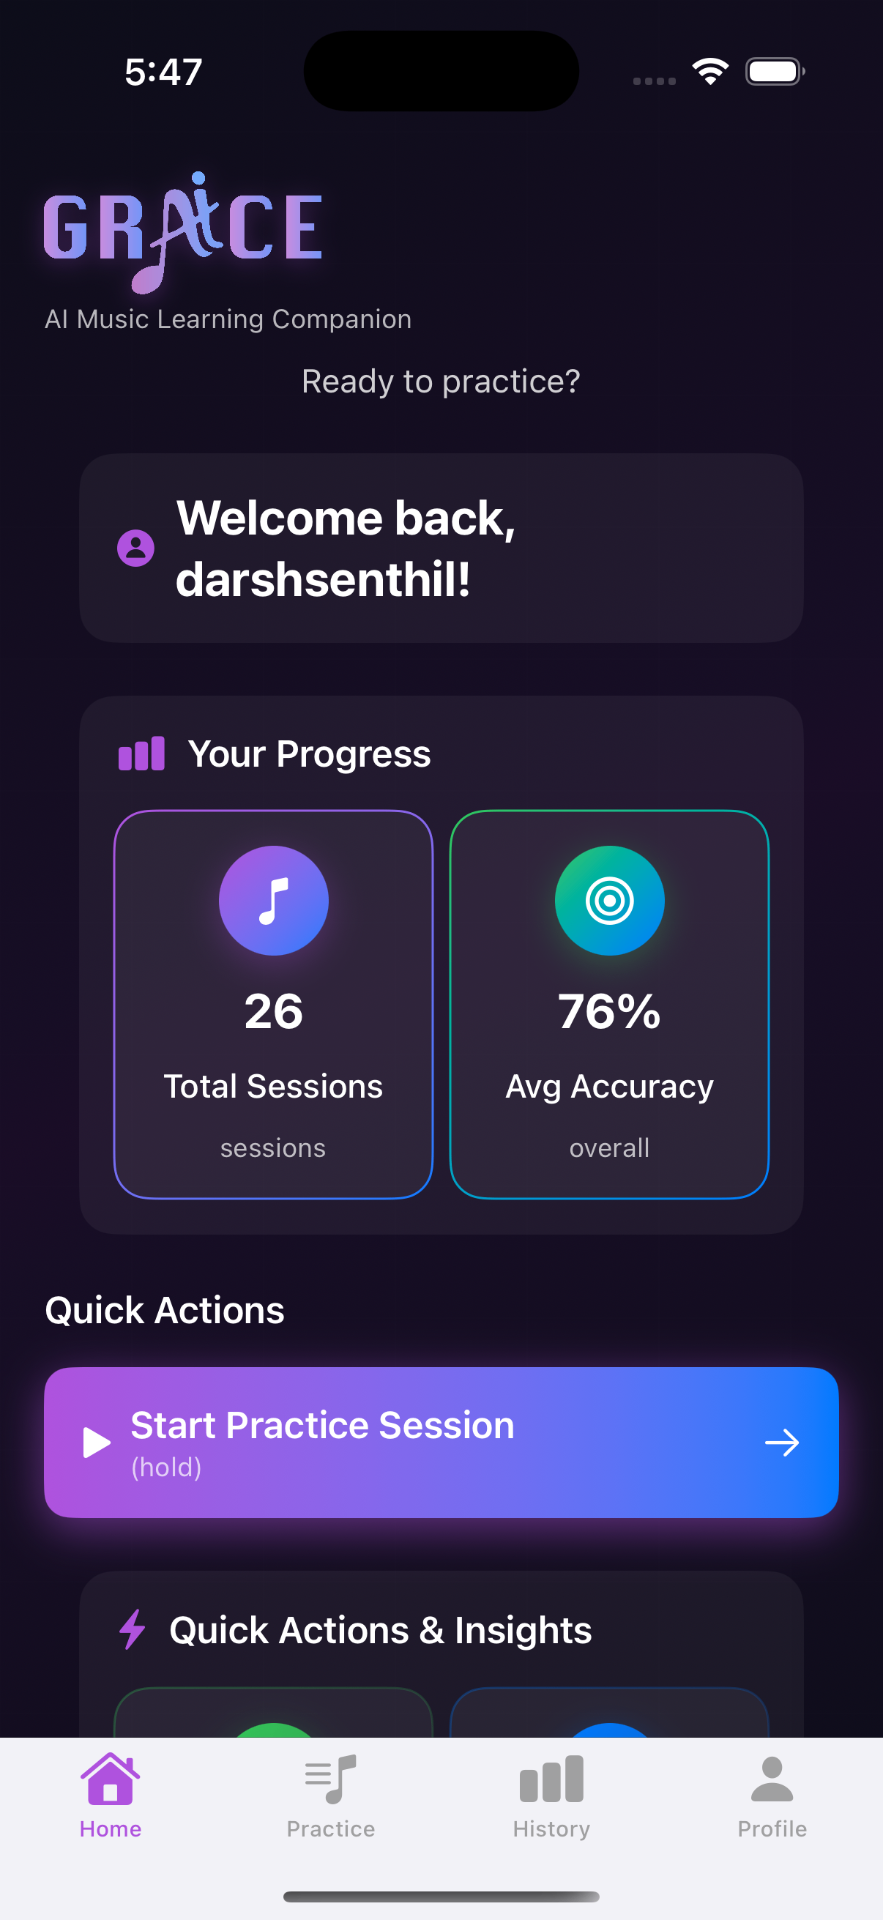 5:47
GRAiCE
AI Music Learning Companion
Ready to practice?
Welcome back,
darshsenthil!
Your Progress
26
Total Sessions
sessions
76%
Avg Accuracy
overall
Quick Actions
Start Practice Session
(hold)
Quick Actions & Insights
Home
Practice
History
Profile